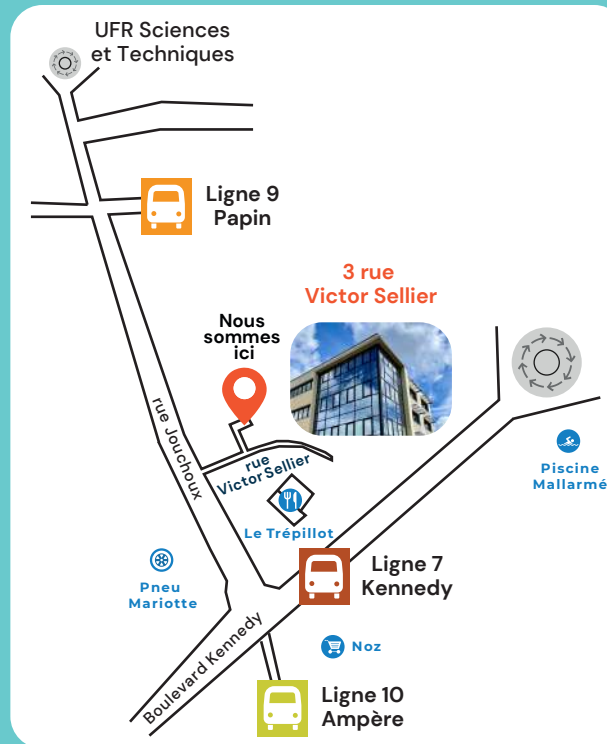 UFR Sciences
et Techniques
Ligne 9
Papin
3 rue
Victor Sellier
Nous
sommes
ici
rue Jouchoux
rue
Victor Sellier
Piscine
Mallarmé
Le Trépillot
Ligne 7
Kennedy
Pneu
Mariotte
Boulevard Kennedy
Noz
Ligne 10
Ampère